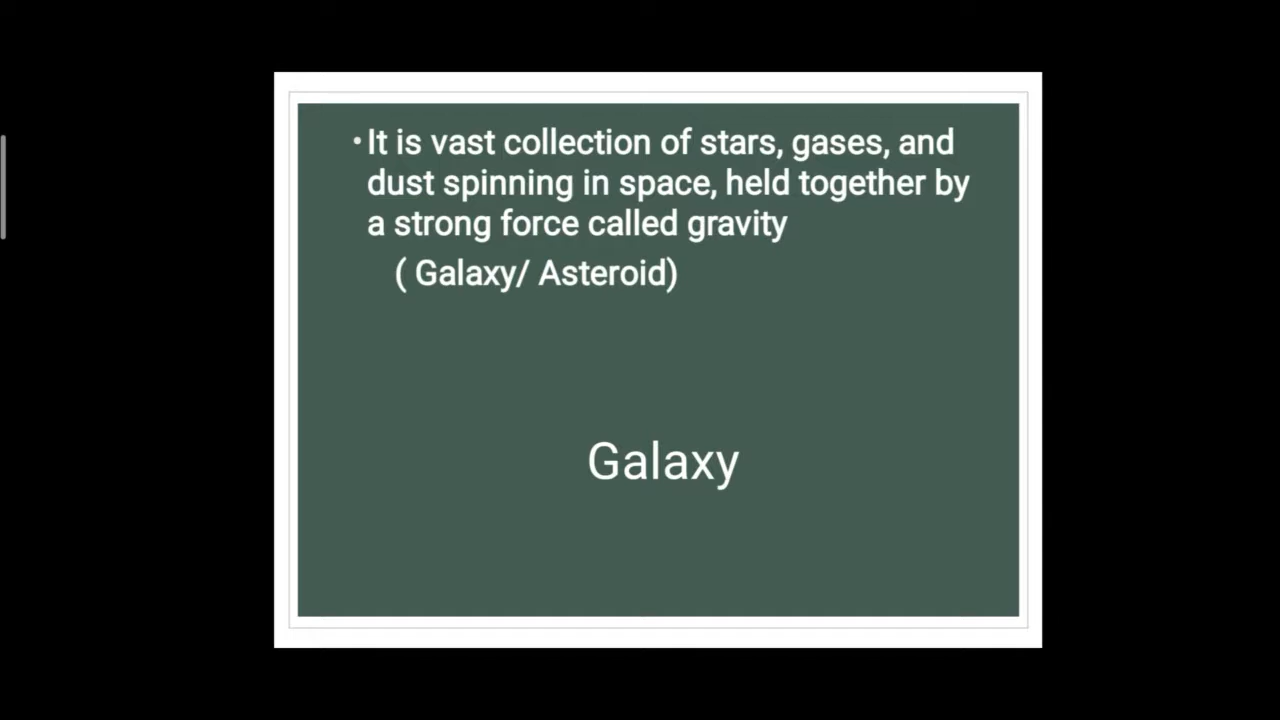 •It is vast collection of stars, gases, and
dust spinning in space, held together by
a strong force called gravity
( Galaxy/ Asteroid)
Galaxy